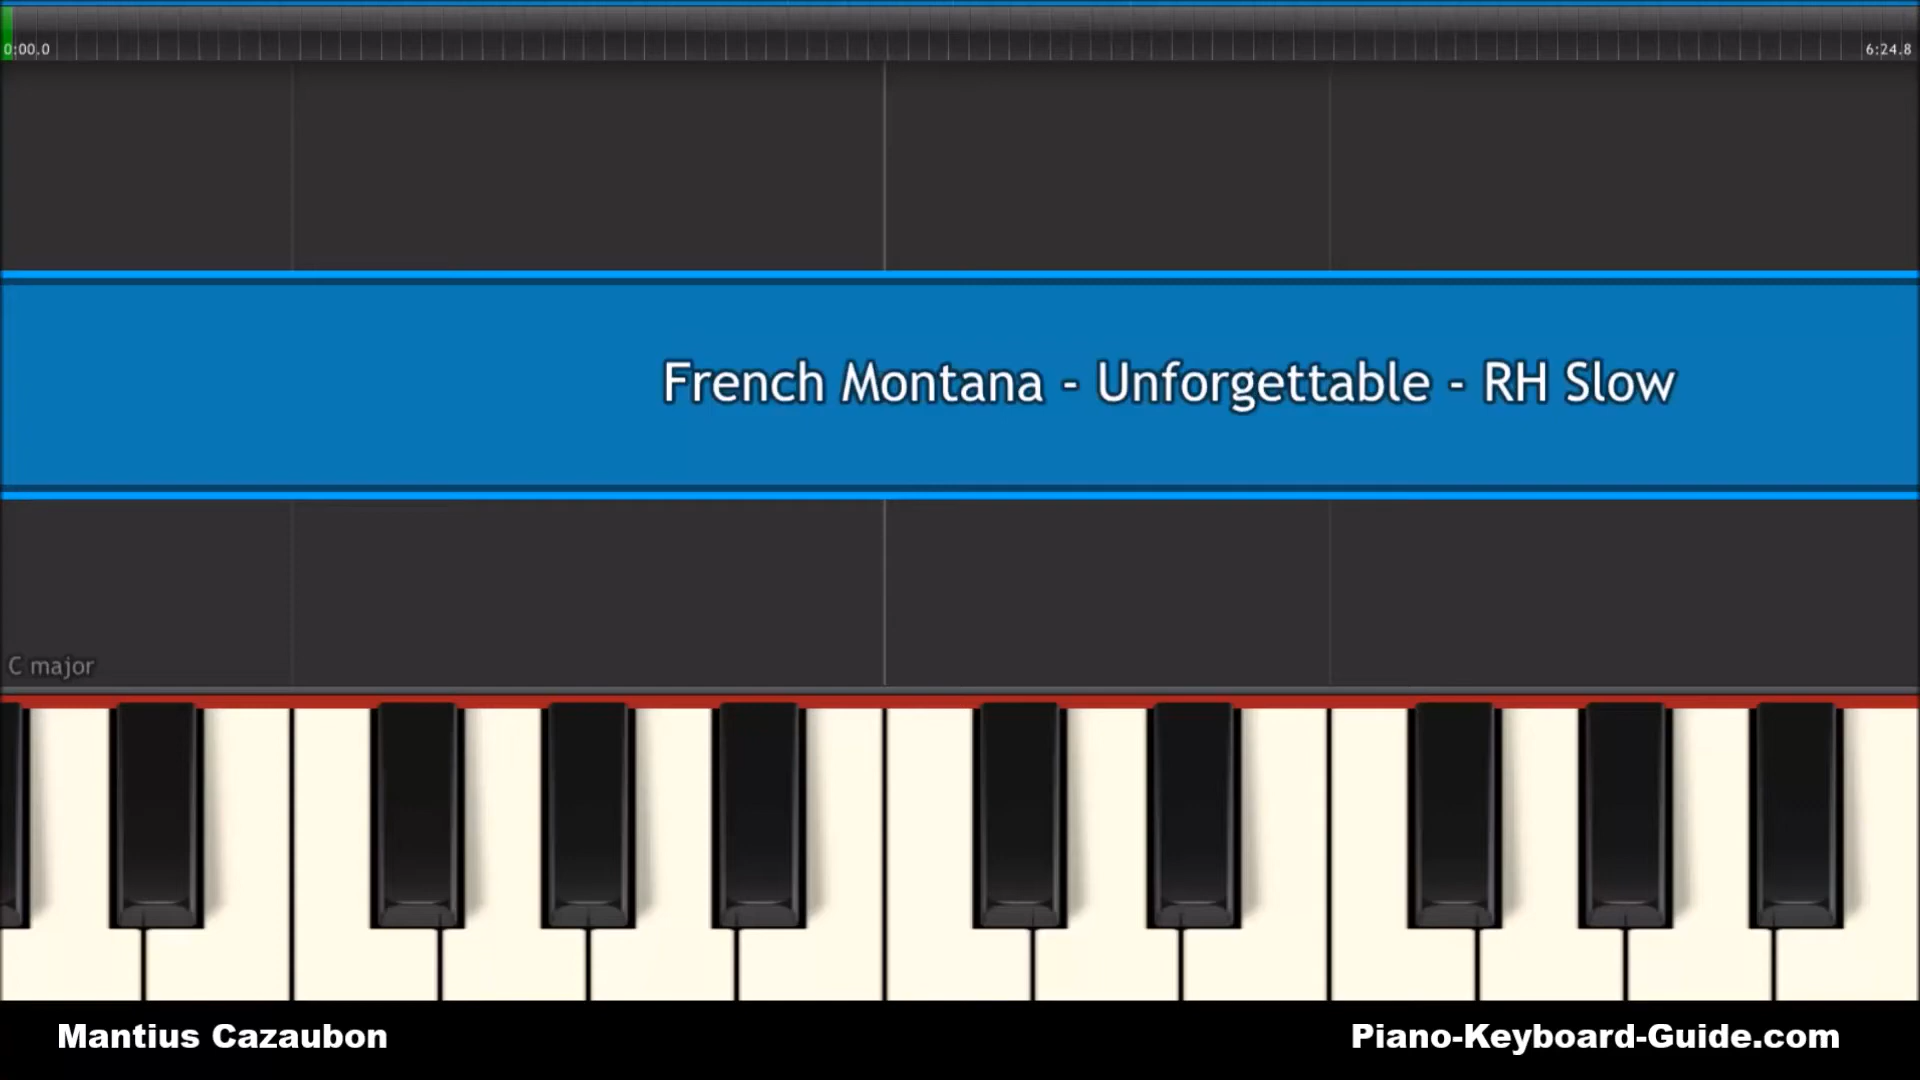 0:00.0
6:24.8
French Montana - Unforgettable - RH Slow
C major
Mantius Cazaubon
Piano-Keyboard-Guide.com